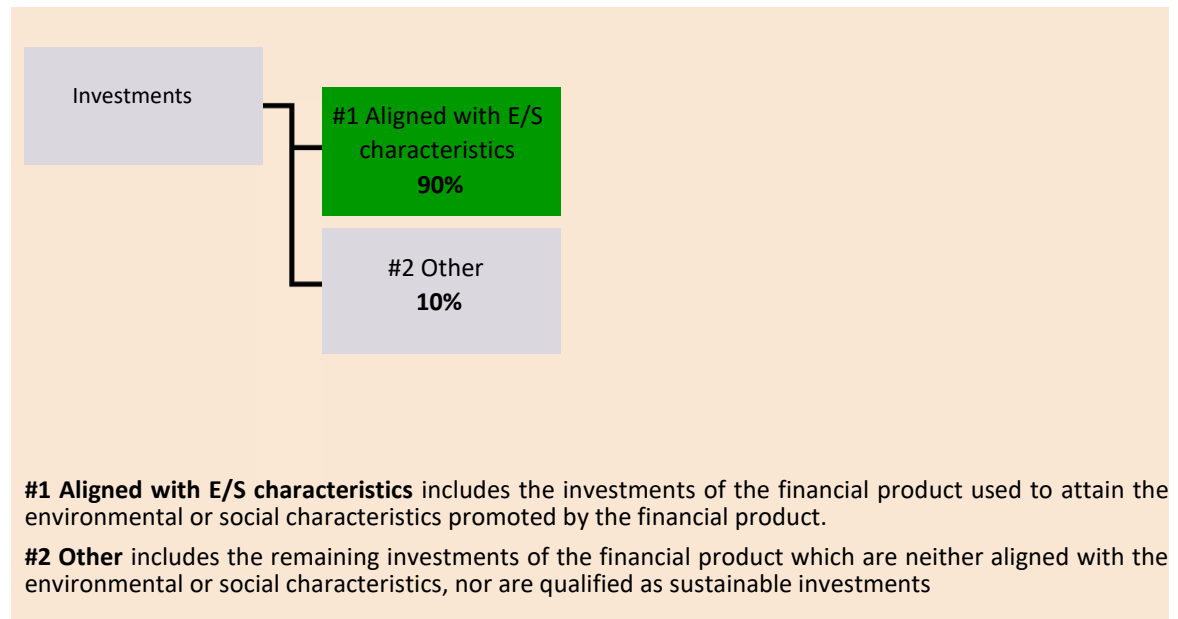 Investments
#1 Aligned with E/S
characteristics
90%
#2 Other
10%
#1 Aligned with E/S characteristics includes the investments of the financial product used to attain the
environmental or social characteristics promoted by the financial product.
#2 Other includes the remaining investments of the financial product which are neither aligned with the
environmental or social characteristics, nor are qualified as sustainable investments